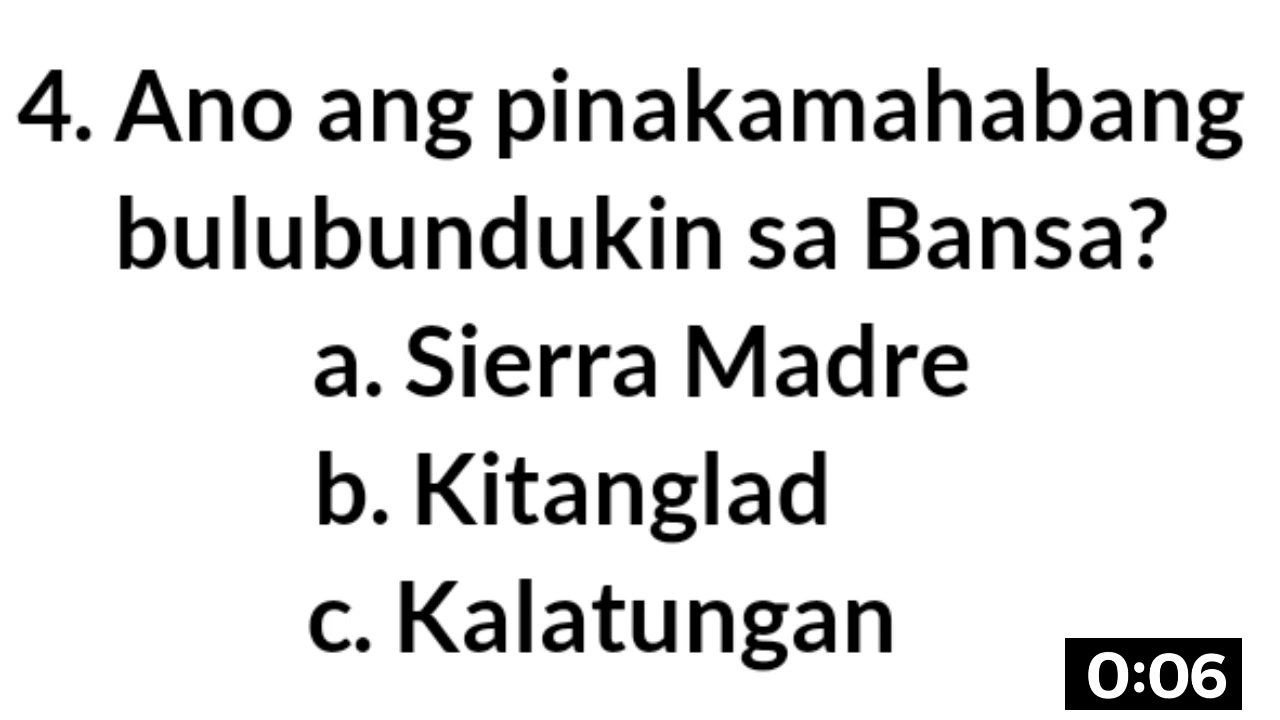 4. Ano ang pinakamahabang
bulubundukin sa Bansa?
a. Sierra Madre
b. Kitanglad
c. Kalatungan
0:06